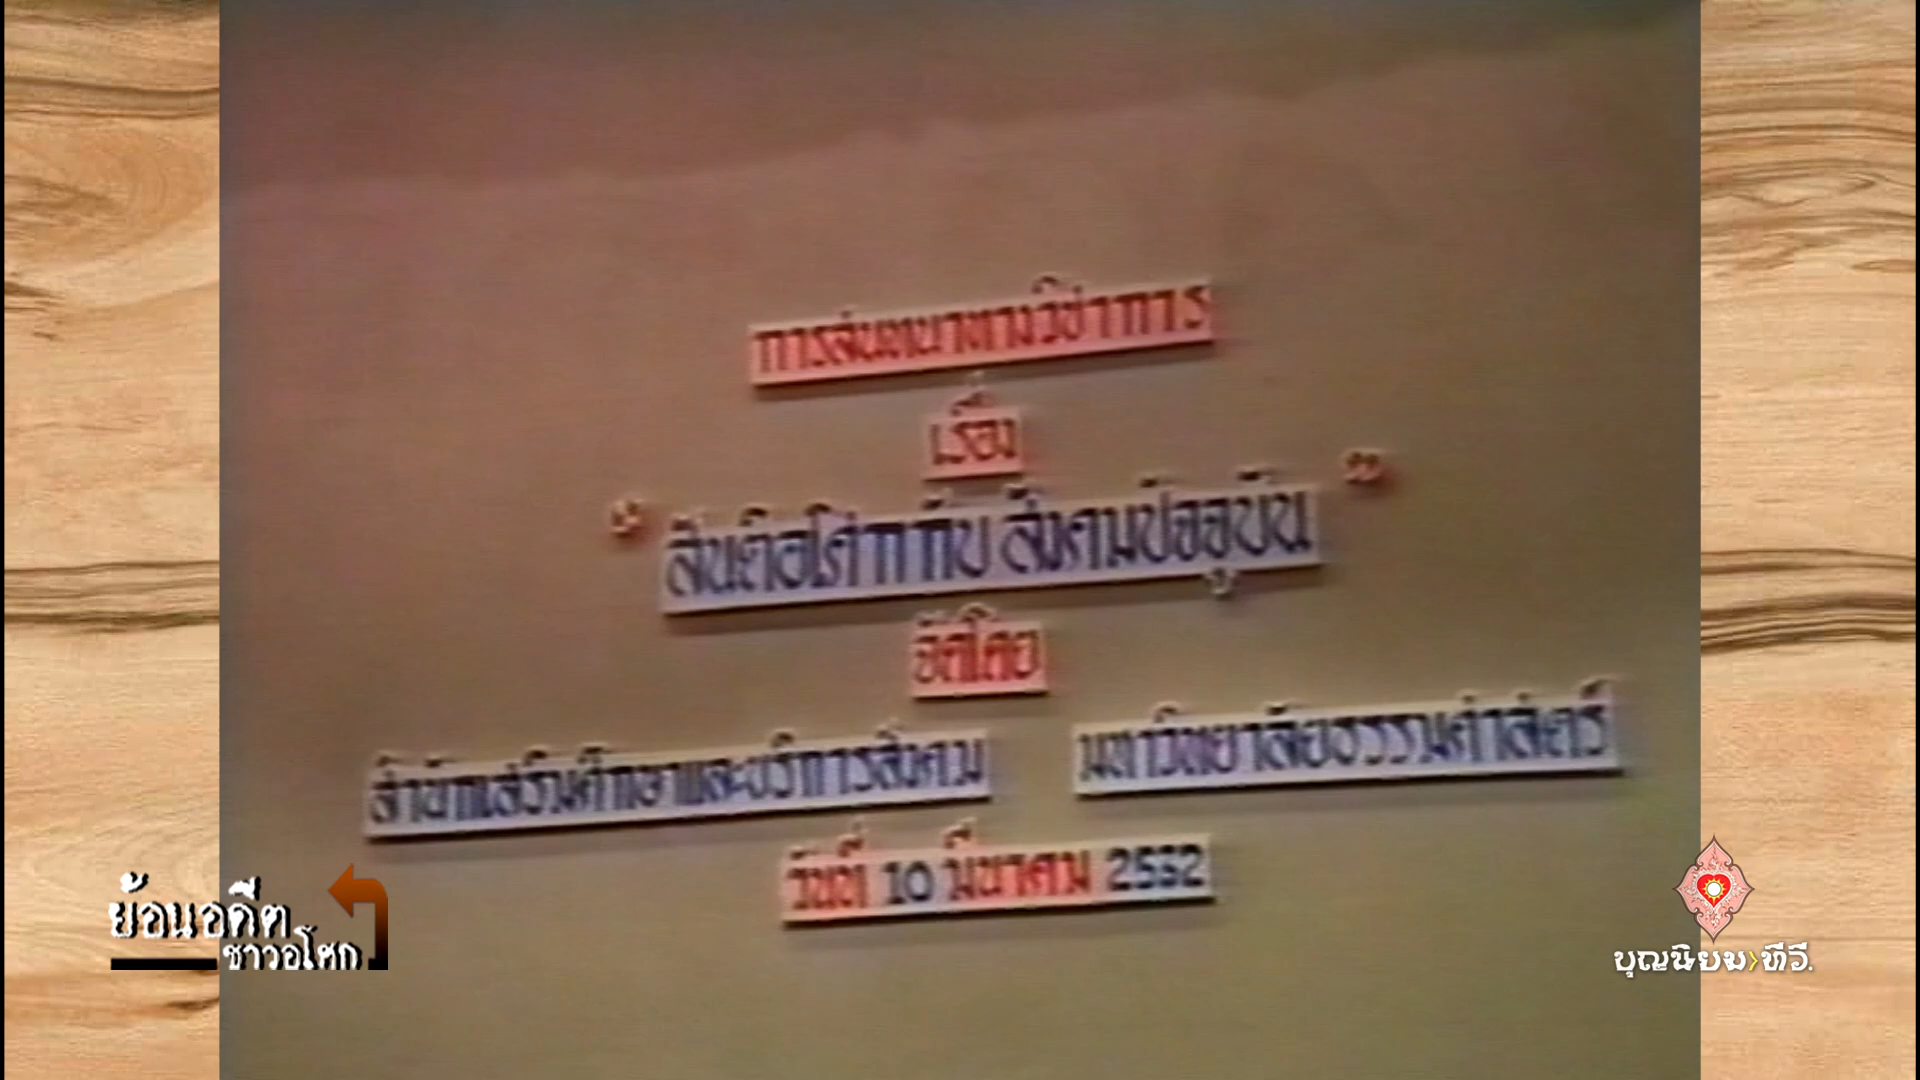 การสนทนาทางวิชาการ
เรื่อง
“ สันติอโศกกับ สังคมปัจจุบัน ”
จัดโดย
สำนักเสริมศึกษาและบริการสังคม มหาวิทยาลัยธรรมศาสตร์
วันที่ 10 มีนาคม 2532
ย้อนอดีต
ชาวอโศก
บุญนิยม>ทีวี.